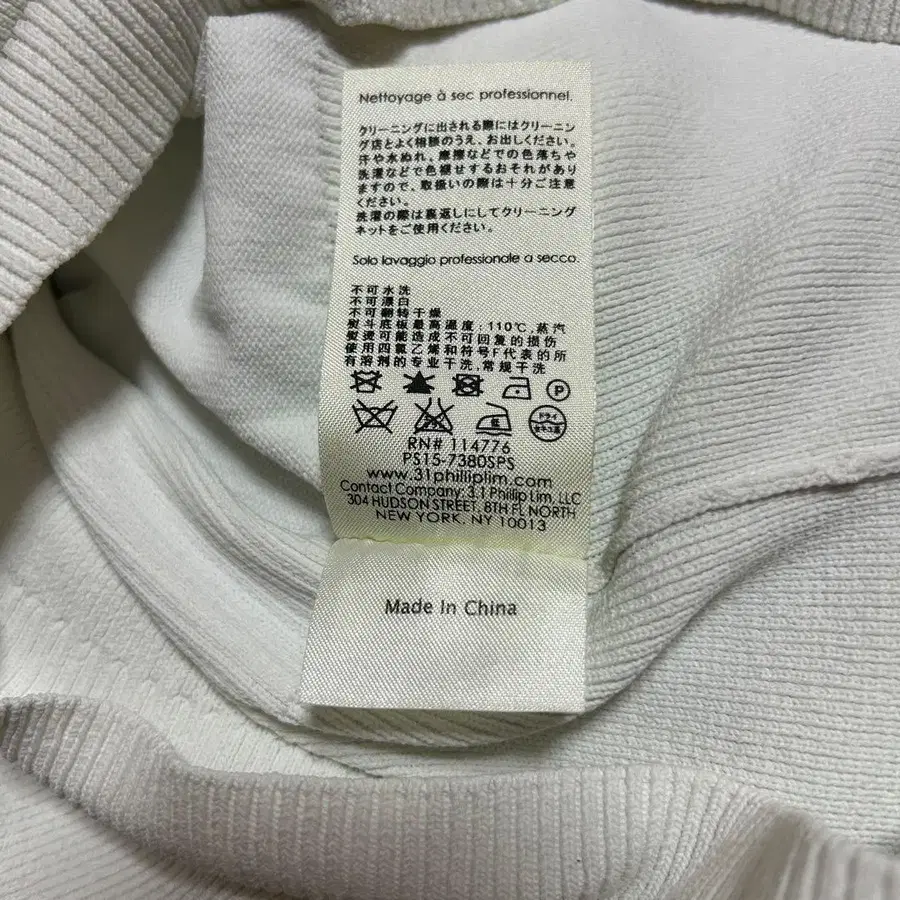 Nettoyage à sec professionnel.
クリーニングに出される際にはクリーニン
グ店とよく相談のうえ、お出しください。
汗や水ぬれ、摩擦などでの色落ちや
洗濯などで色褪せするおそれがあり
ますので、取扱いの際は十分ご注意
ください。
洗濯の際は裏返しにしてクリーニング
ネットをご使用ください。
Solo lavaggio professionale a secco.
不可水洗
不可漂白
不可翻转干燥
熨斗底板最高温度:110℃,蒸汽
熨烫可能造成不可回复的损伤
使用四氯乙烯和符号F代表的所
有溶剂的专业干洗,常规干洗
P
ドライ
RN# 114776
PS15-7380SPS
www.31philliplim.com
Contact Company: 3.1 Phillip Lim, LLC
304 HUDSON STREET, 8TH FL NORTH
NEW YORK, NY 10013
Made In China